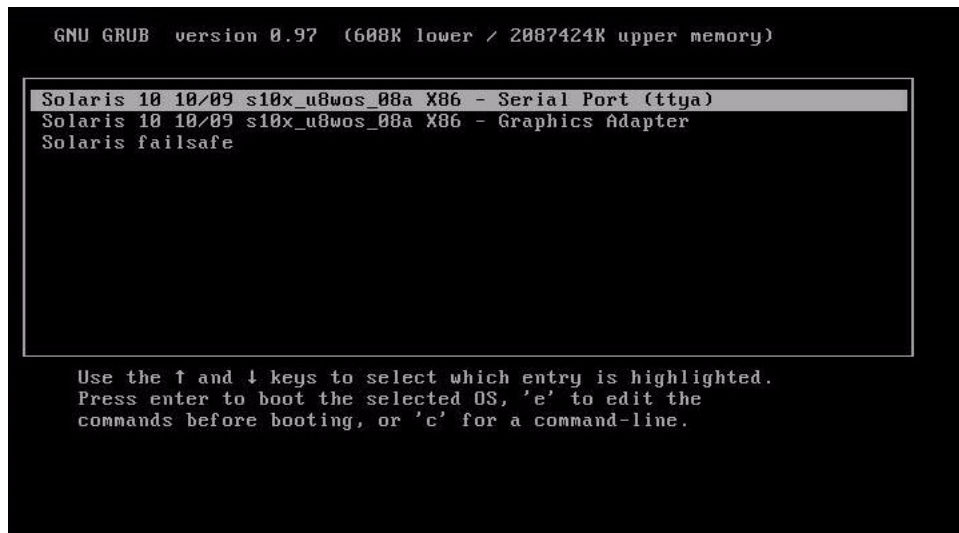 GNU GRUB  version 0.97  (608K lower / 2087424K upper memory)
Solaris 10 10/09 s10x_u8wos_08a X86 - Serial Port (ttya)
Solaris 10 10/09 s10x_u8wos_08a X86 - Graphics Adapter
Solaris failsafe
Use the ↑ and ↓ keys to select which entry is highlighted.
Press enter to boot the selected OS, 'e' to edit the
commands before booting, or 'c' for a command-line.